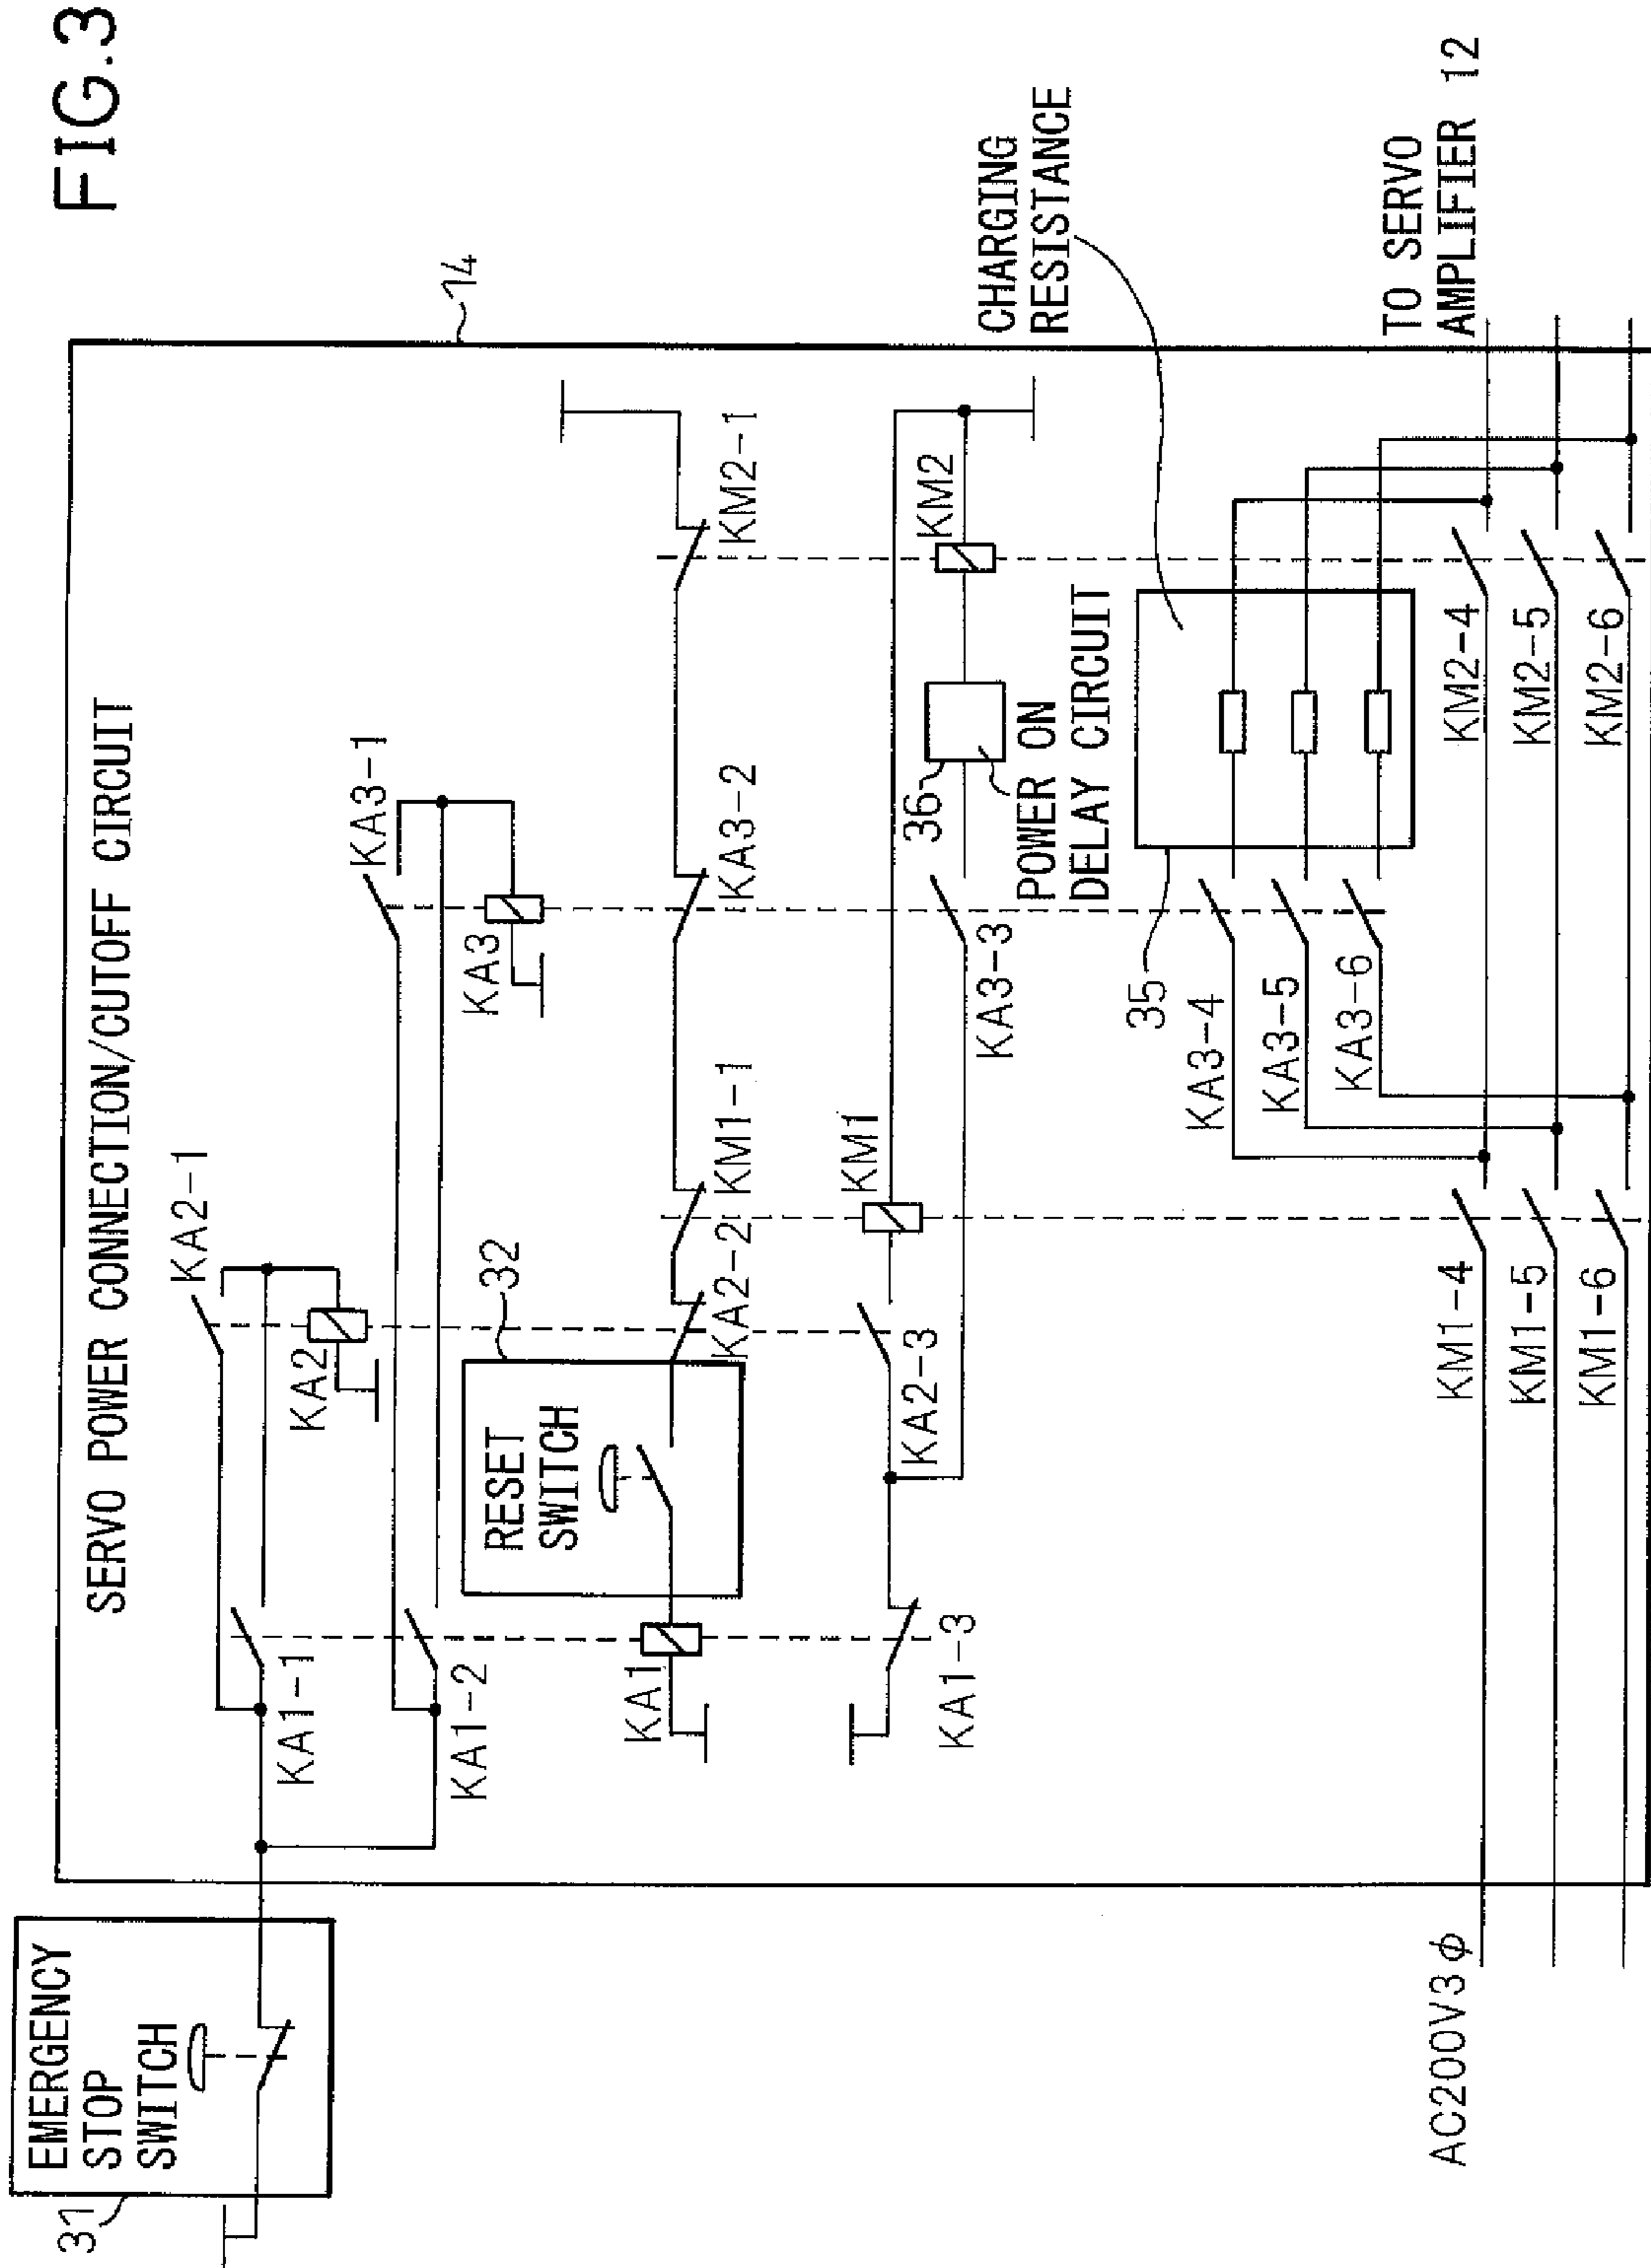 FIG.3
SERVO POWER CONNECTION/CUTOFF CIRCUIT
14
EMERGENCY
STOP
SWITCH
31
KA1-1
KA2-1
KA2
KA1-2
KA3-1
KA3
RESET
SWITCH
32
KA1
KA2-2
KM1-1
KA3-2
KM2-1
KA1-3
KA2-3
KM1
KA3-3
36
POWER ON
DELAY CIRCUIT
KM2
CHARGING
RESISTANCE
35
KA3-4
KA3-5
KA3-6
AC200V3ϕ
KM1-4
KM1-5
KM1-6
KM2-4
KM2-5
KM2-6
TO SERVO
AMPLIFIER 12